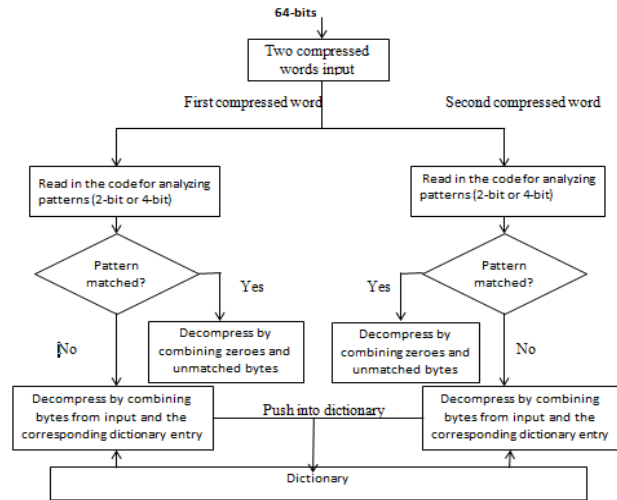 64-bits
Two compressed
words input
First compressed word
Second compressed word
Read in the code for analyzing
patterns (2-bit or 4-bit)
Read in the code for analyzing
patterns (2-bit or 4-bit)
Pattern
matched?
Pattern
matched?
Yes
Yes
Decompress by
combining zeroes and
unmatched bytes
Decompress by
combining zeroes and
unmatched bytes
No
No
Decompress by combining
bytes from input and the
corresponding dictionary entry
Push into dictionary
Decompress by combining
bytes from input and the
corresponding dictionary entry
Dictionary